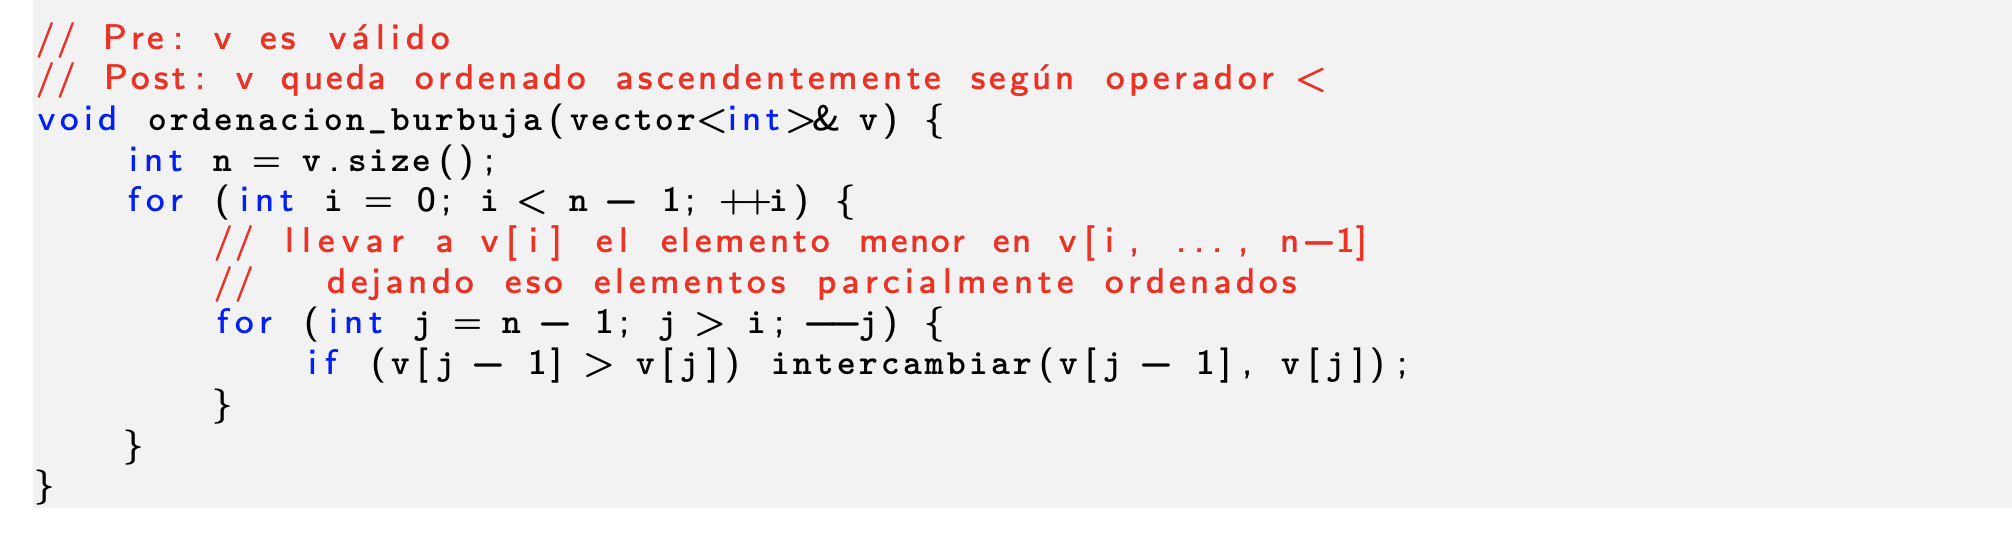 // Pre: v es válido
// Post: v queda ordenado ascendentemente según operador <
void ordenacion_burbuja(vector<int>& v) {
    int n = v.size();
    for (int i = 0; i < n - 1; ++i) {
        // llevar a v[i] el elemento menor en v[i, ..., n-1]
        //   dejando eso elementos parcialmente ordenados
        for (int j = n - 1; j > i; --j) {
            if (v[j - 1] > v[j]) intercambiar(v[j - 1], v[j]);
        }
    }
}